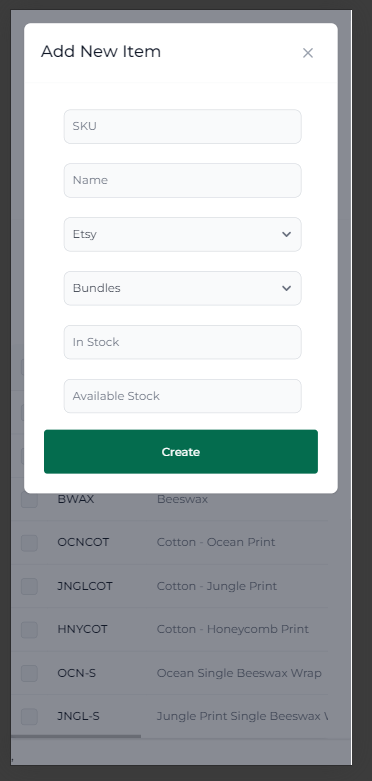 Add New Item
SKU
Name
Etsy
Bundles
In Stock
Available Stock
Create
BWAX Beeswax
OCNCOT Cotton - Ocean Print
JNGLCOT Cotton - Jungle Print
HNYCOT Cotton - Honeycomb Print
OCN-S Ocean Single Beeswax Wrap
JNGL-S Jungle Print Single Beeswax